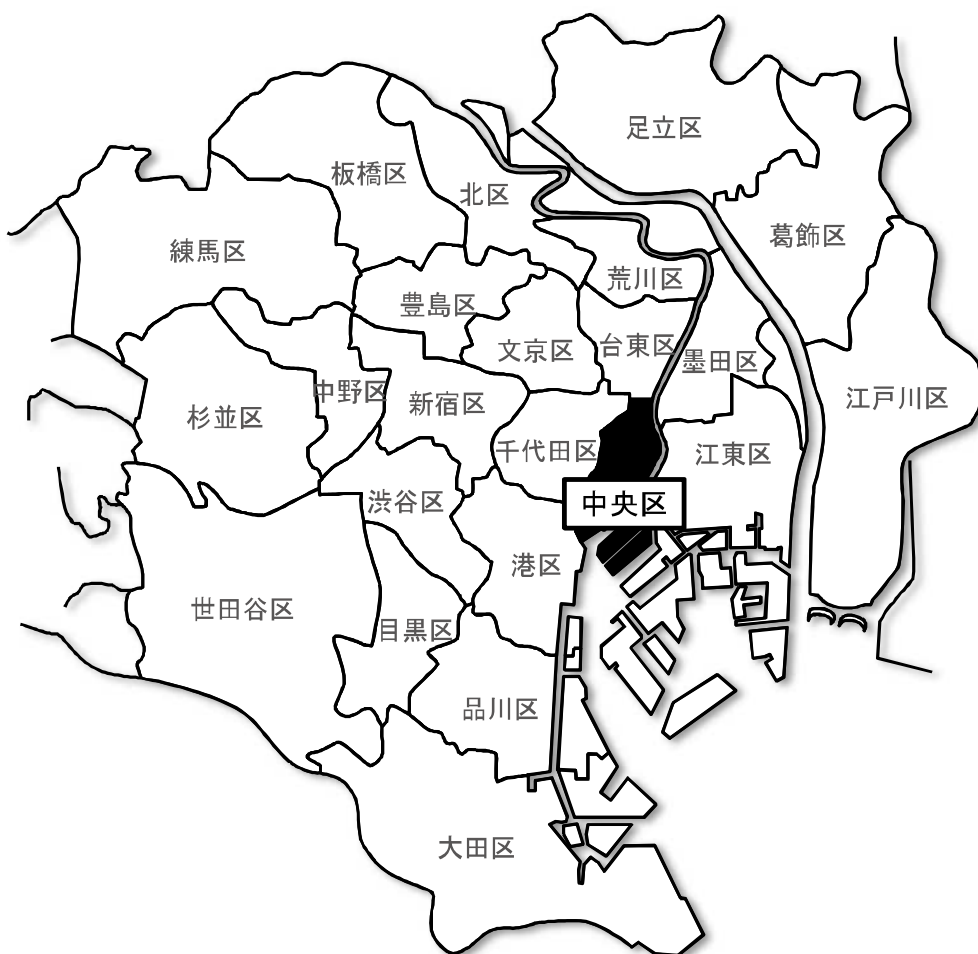 足立区
板橋区
北区
葛飾区
練馬区
荒川区
豊島区
文京区
台東区
墨田区
中野区
新宿区
江戸川区
杉並区
千代田区
江東区
渋谷区
中央区
港区
世田谷区
目黒区
品川区
大田区